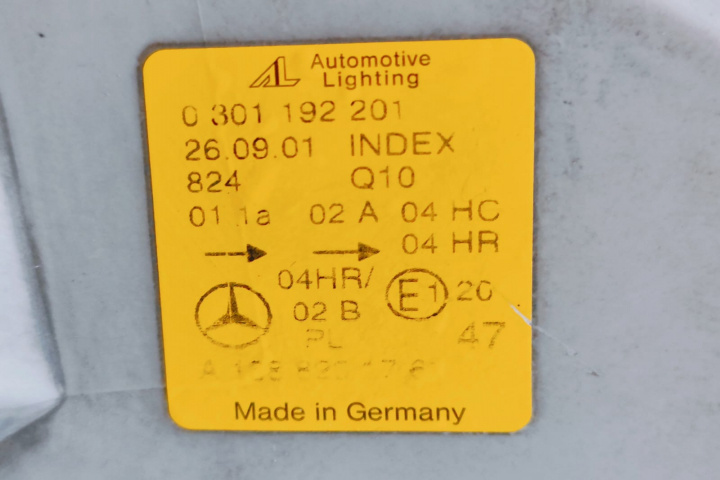 Automotive
Lighting
0 301 192 201
26.09.01 INDEX
824 Q10
01 1a 02 A 04 HC
04 HR
04HR/
02 B
PL
E1 20
47
Made in Germany